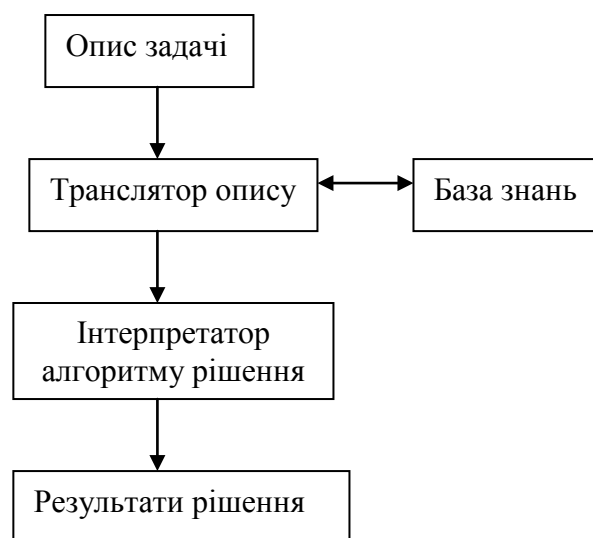 Опис задачі
Транслятор опису
База знань
Інтерпретатор
алгоритму рішення
Результати рішення